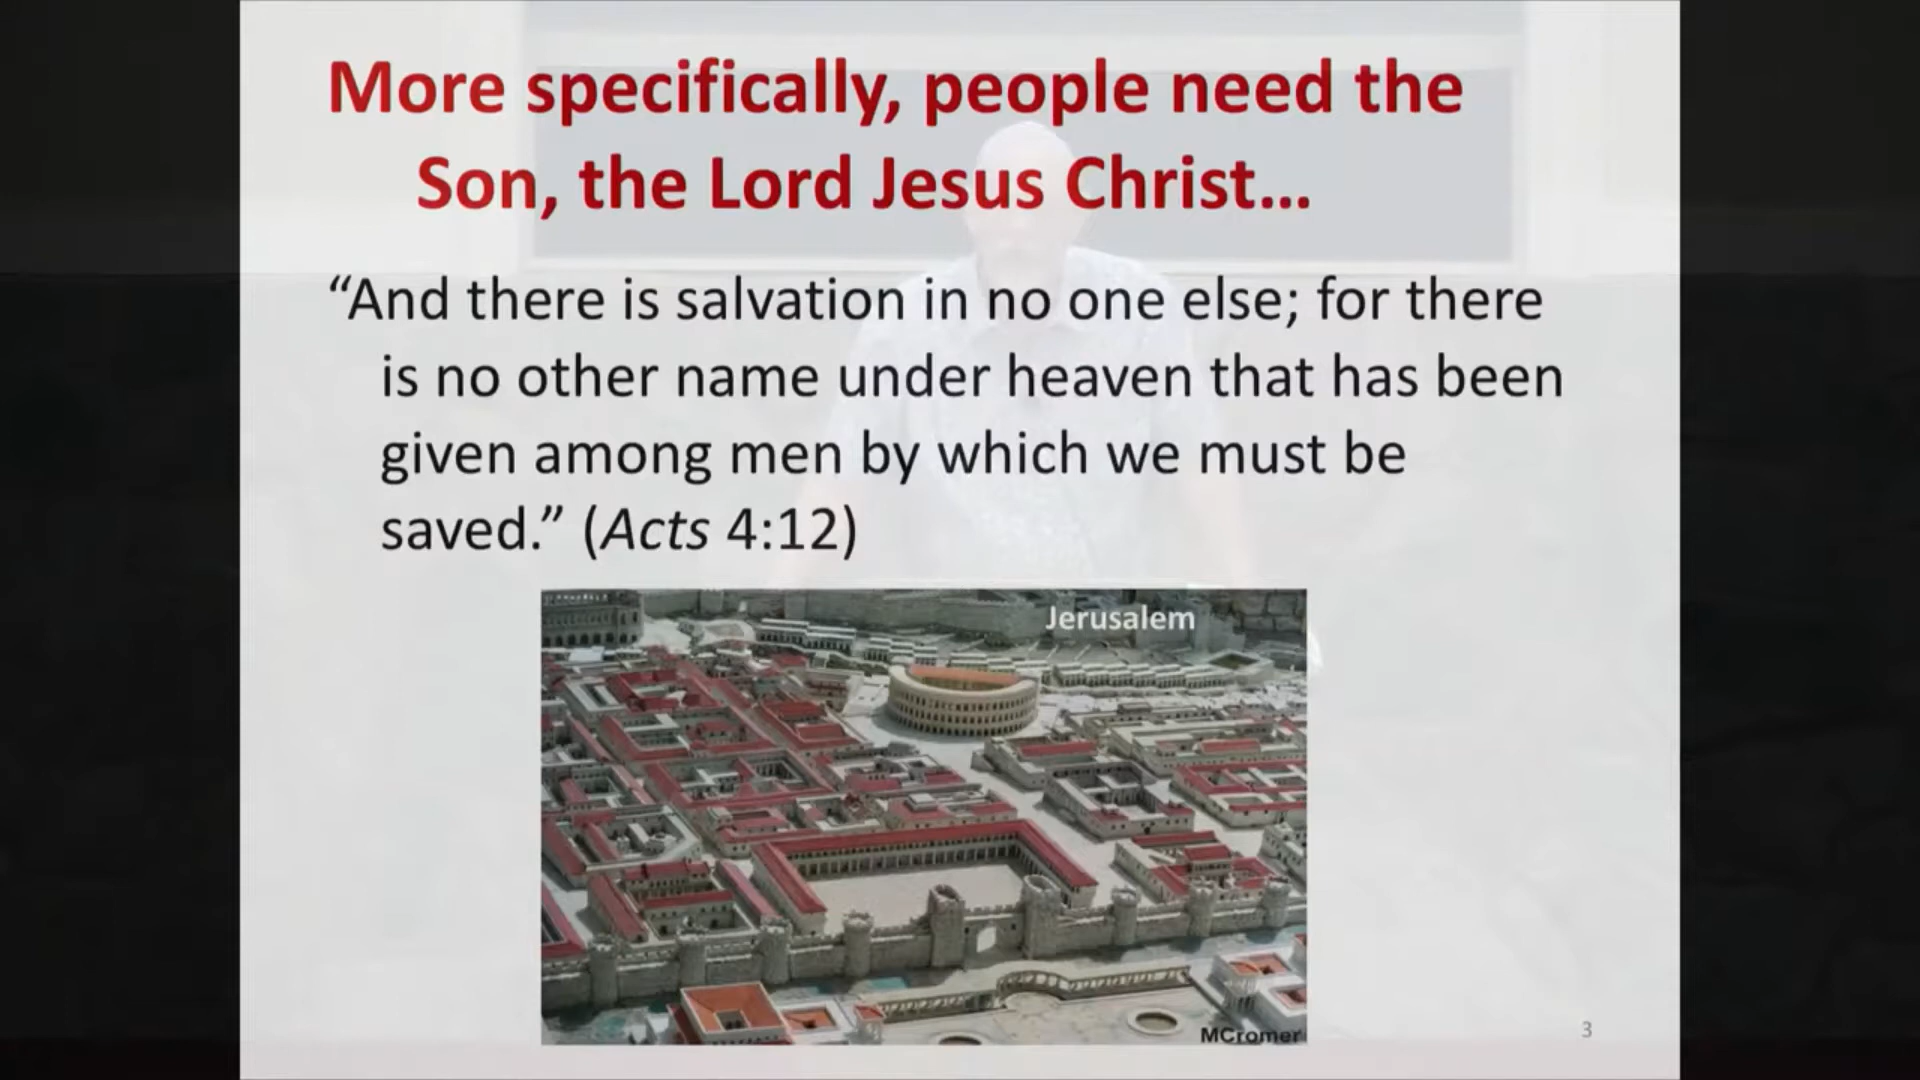 More specifically, people need the
Son, the Lord Jesus Christ...
“And there is salvation in no one else; for there
is no other name under heaven that has been
given among men by which we must be
saved.” (Acts 4:12)
Jerusalem
MCromer
3